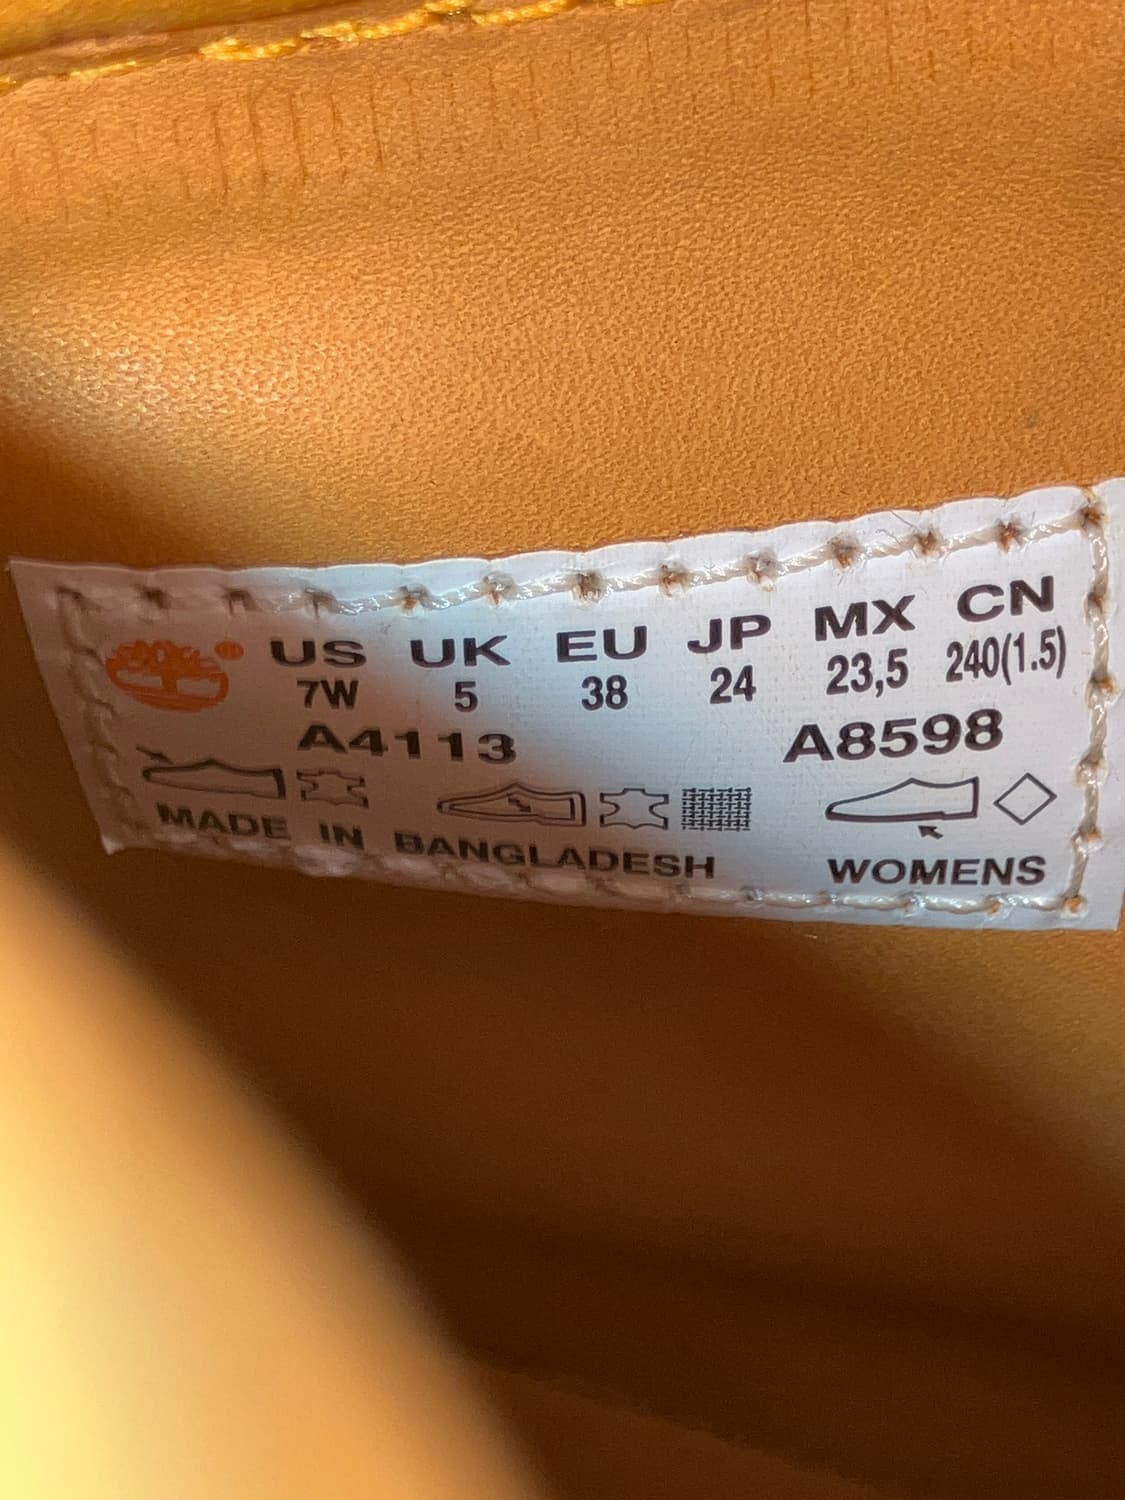 US UK EU JP MX CN
7W 5 38 24 23,5 240(1.5)
A4113 A8598
MADE IN BANGLADESH WOMENS